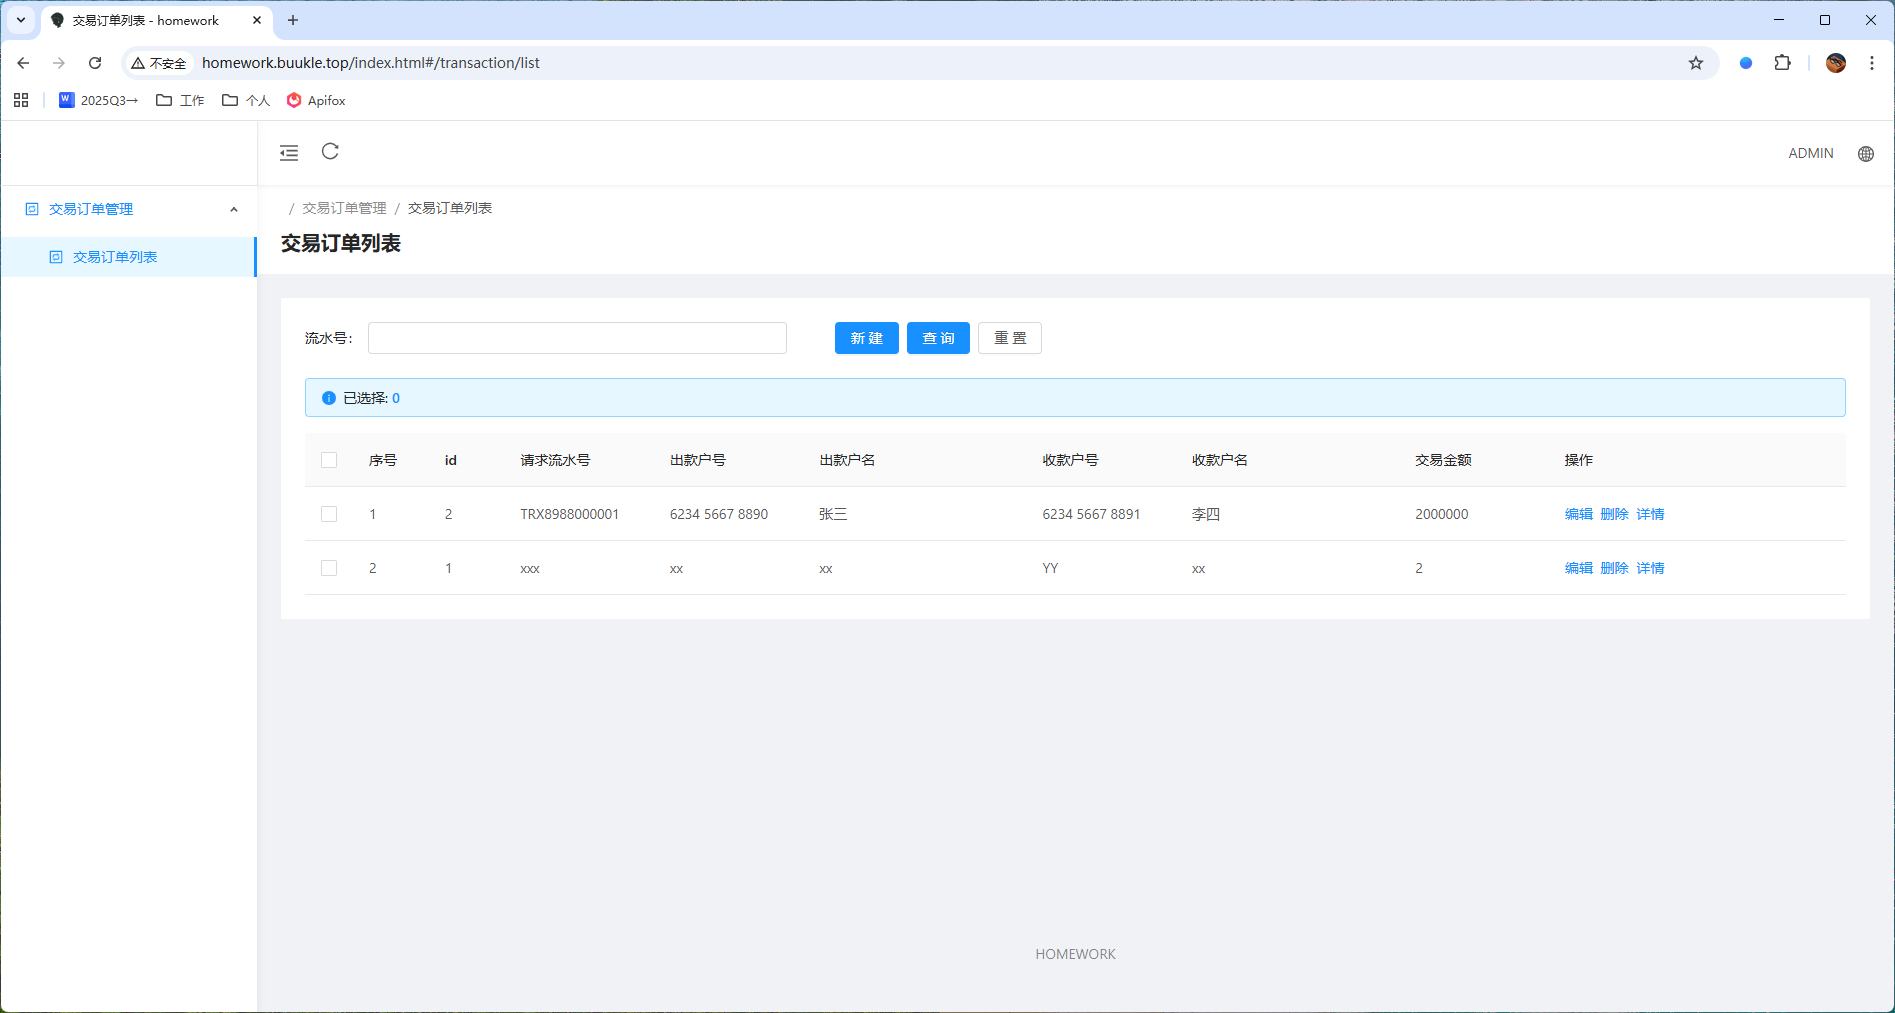 交易订单列表 - homework
不安全 homework.buukle.top/index.html#/transaction/list
2025Q3→ 工作 个人 Apifox
ADMIN
交易订单管理
交易订单列表
/ 交易订单管理 / 交易订单列表
交易订单列表
流水号: 新 建 查 询 重 置
已选择: 0
序号 id 请求流水号 出款户号 出款户名 收款户号 收款户名 交易金额 操作
1 2 TRX8988000001 6234 5667 8890 张三 6234 5667 8891 李四 2000000 编辑 删除 详情
2 1 xxx xx xx YY xx 2 编辑 删除 详情
HOMEWORK